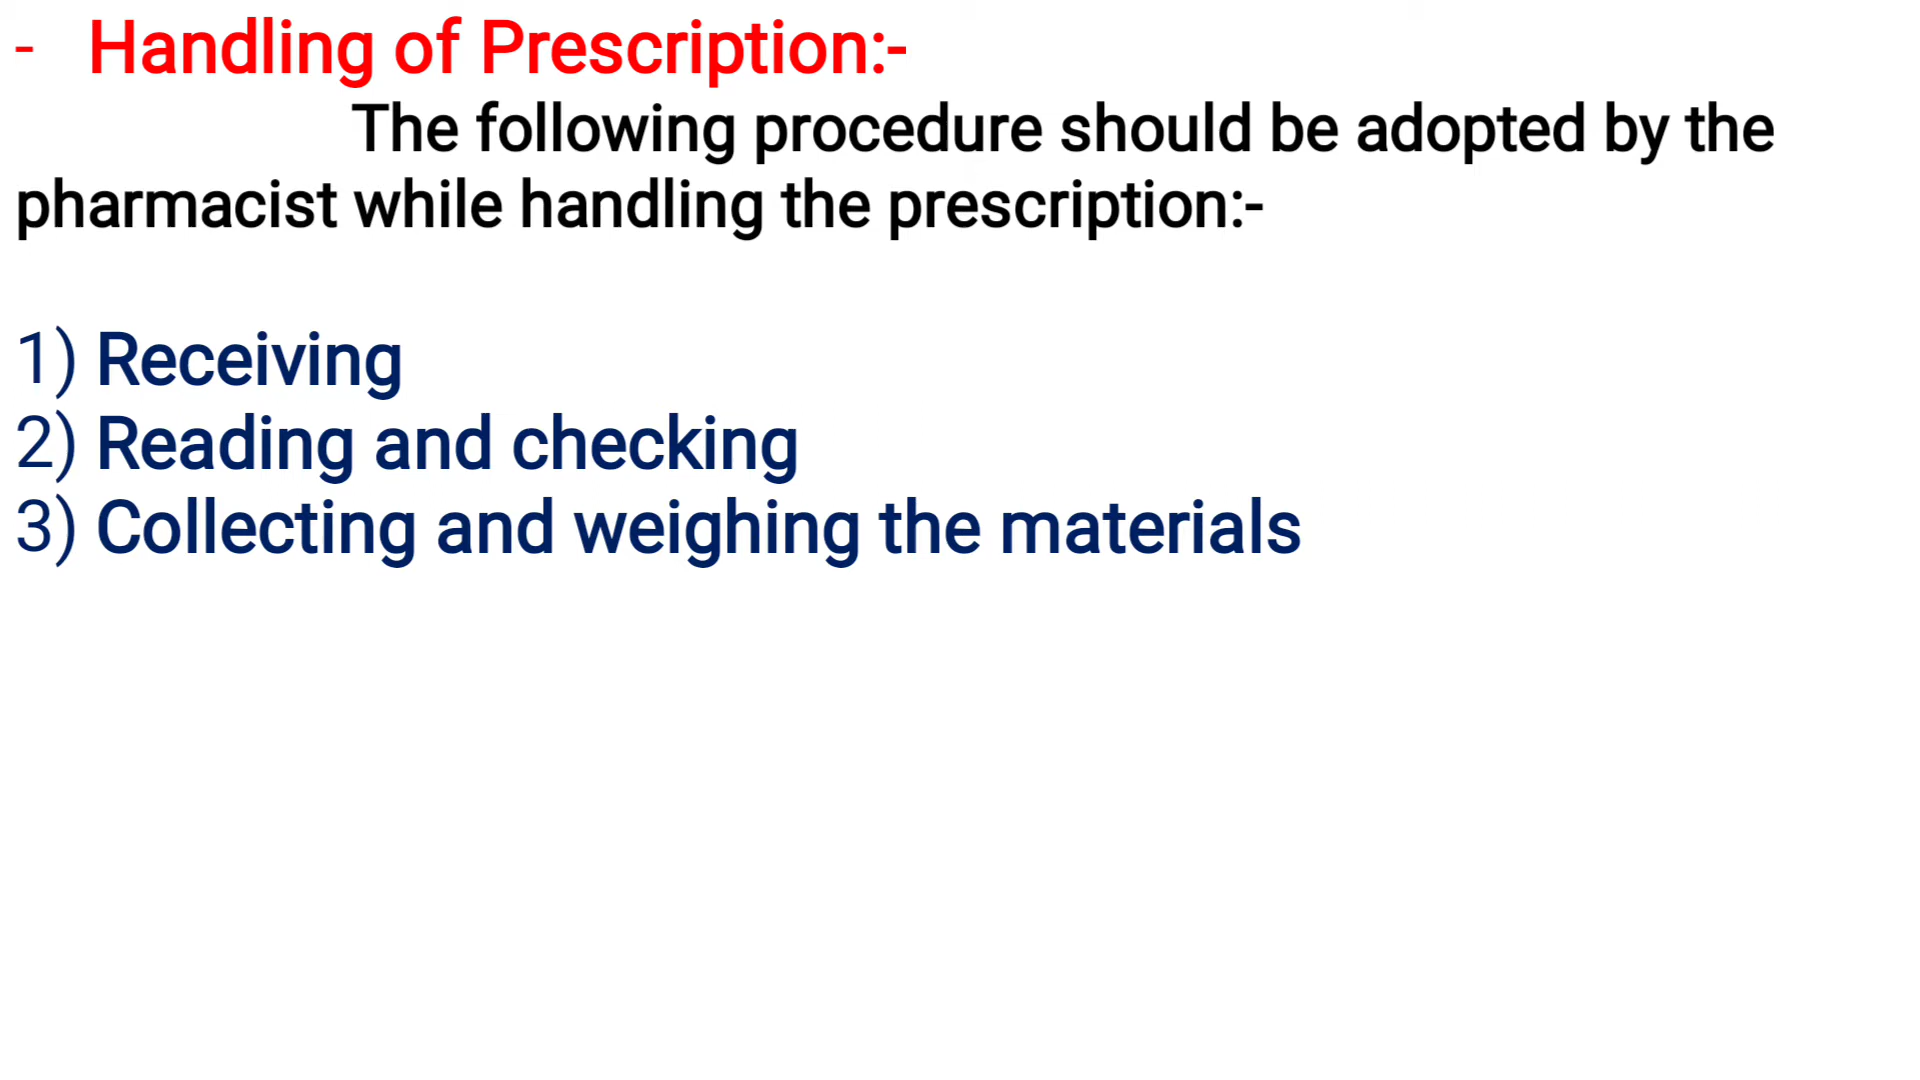 - Handling of Prescription:-
The following procedure should be adopted by the
pharmacist while handling the prescription:-
1) Receiving
2) Reading and checking
3) Collecting and weighing the materials